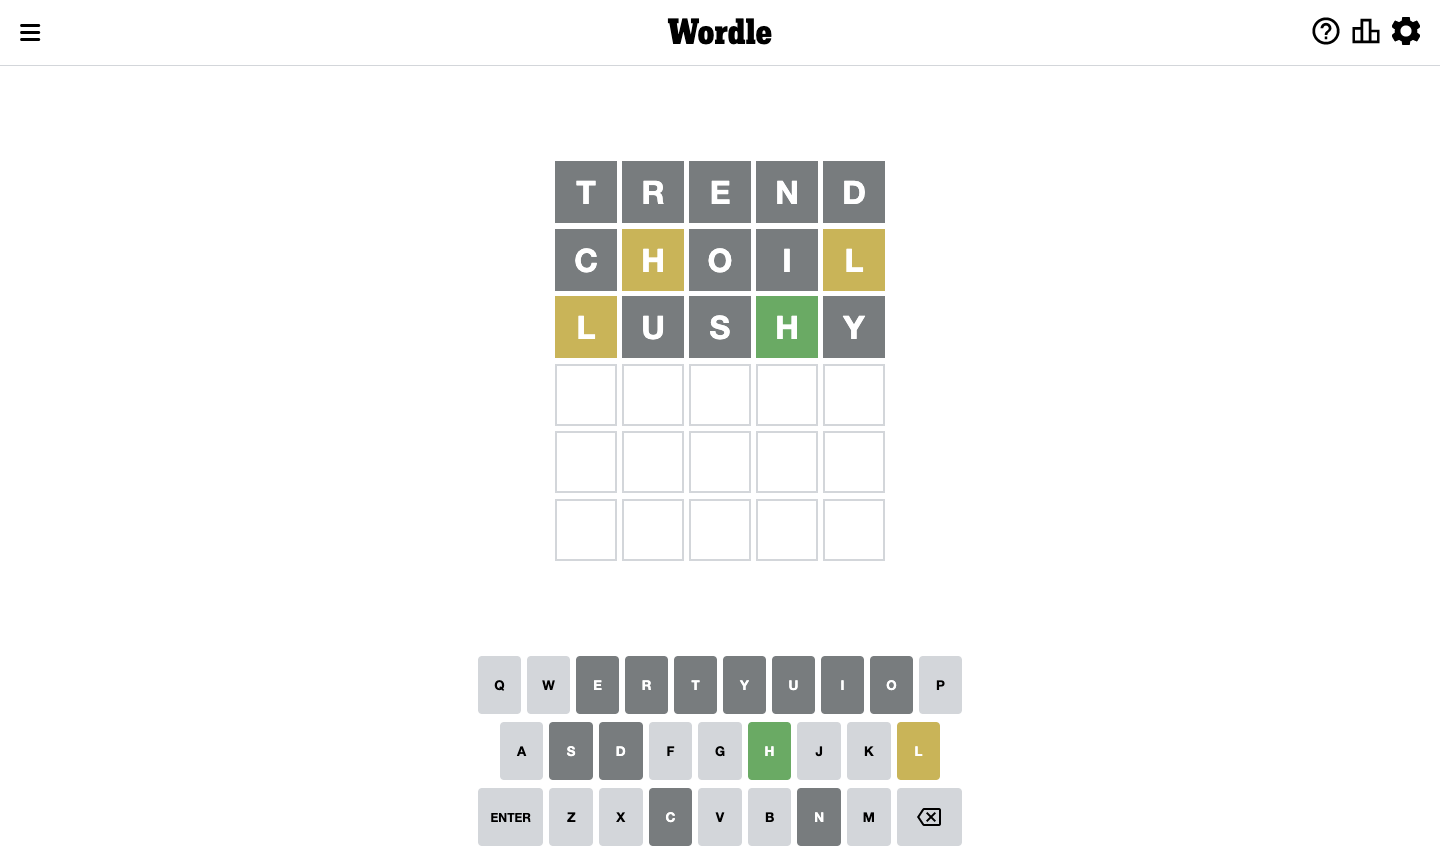 Wordle
T R E N D
C H O I L
L U S H Y
Q W E R T Y U I O P
A S D F G H J K L
ENTER Z X C V B N M